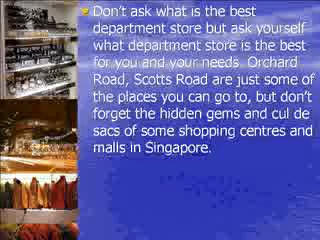 Don't ask what is the best
department store but ask yourself
what department store is the best
for you and your needs. Orchard
Road, Scotts Road are just some of
the places you can go to, but don't
forget the hidden gems and cul de
sacs of some shopping centres and
malls in Singapore.